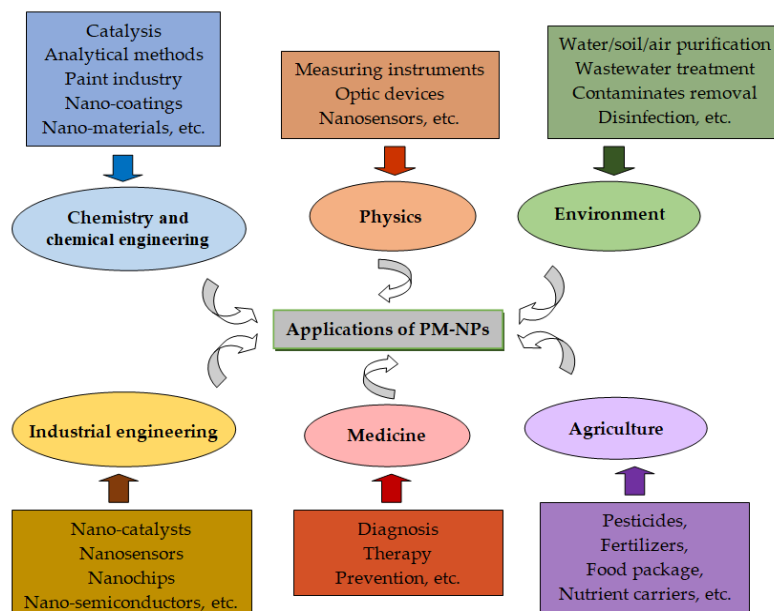 Catalysis
Analytical methods
Paint industry
Nano-coatings
Nano-materials, etc.
Measuring instruments
Optic devices
Nanosensors, etc.
Water/soil/air purification
Wastewater treatment
Contaminates removal
Disinfection, etc.
Chemistry and
chemical engineering
Physics
Environment
Applications of PM-NPs
Industrial engineering
Medicine
Agriculture
Nano-catalysts
Nanosensors
Nanochips
Nano-semiconductors, etc.
Diagnosis
Therapy
Prevention, etc.
Pesticides,
Fertilizers,
Food package,
Nutrient carriers, etc.